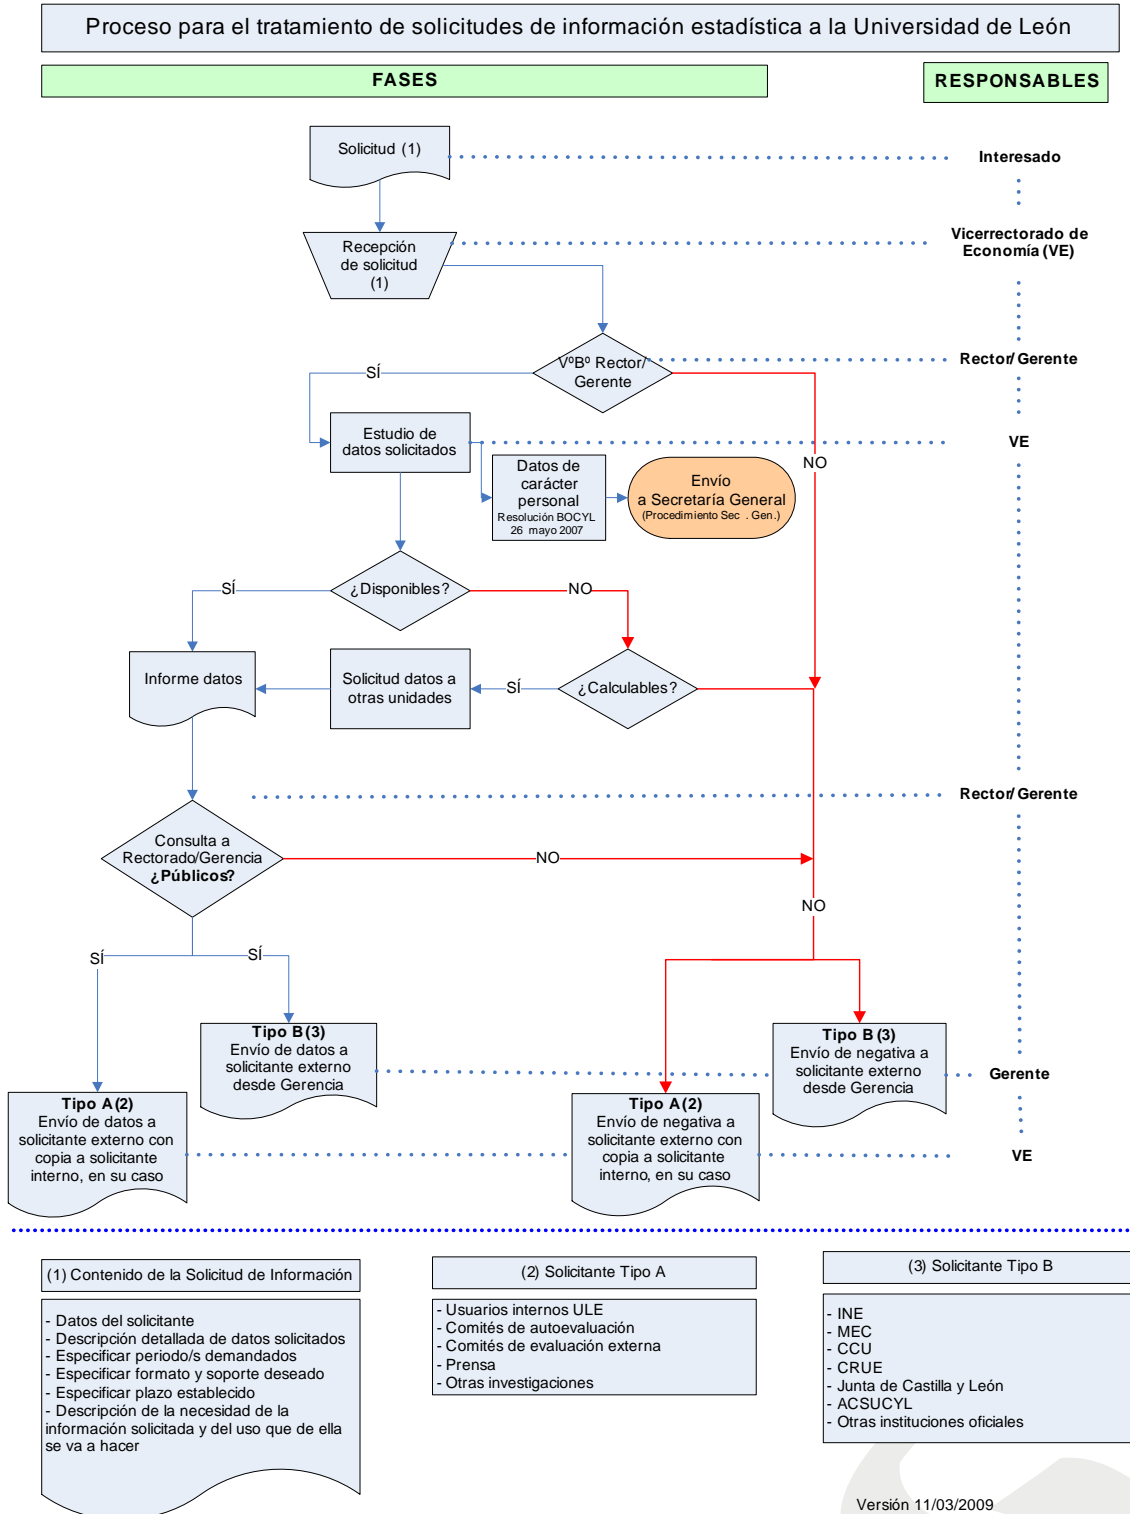 Proceso para el tratamiento de solicitudes de información estadística a la Universidad de León
FASES
RESPONSABLES
Solicitud (1)
Interesado
Recepción
de solicitud
(1)
Vicerrectorado de
Economía (VE)
VºBº Rector/
Gerente
Rector/ Gerente
SÍ
NO
Estudio de
datos solicitados
VE
Datos de
carácter
personal
Resolución BOCYL
26 mayo 2007
Envío
a Secretaría General
(Procedimiento Sec . Gen.)
¿Disponibles?
SÍ
NO
Informe datos
Solicitud datos a
otras unidades
SÍ
¿Calculables?
Rector/ Gerente
Consulta a
Rectorado/Gerencia
¿Públicos?
NO
NO
SÍ
SÍ
Tipo B (3)
Envío de datos a
solicitante externo
desde Gerencia
Tipo B (3)
Envío de negativa a
solicitante externo
desde Gerencia
Gerente
Tipo A (2)
Envío de datos a
solicitante externo con
copia a solicitante
interno, en su caso
Tipo A (2)
Envío de negativa a
solicitante externo con
copia a solicitante
interno, en su caso
VE
(1) Contenido de la Solicitud de Información
- Datos del solicitante
- Descripción detallada de datos solicitados
- Especificar periodo/s demandados
- Especificar formato y soporte deseado
- Especificar plazo establecido
- Descripción de la necesidad de la
información solicitada y del uso que de ella
se va a hacer
(2) Solicitante Tipo A
- Usuarios internos ULE
- Comités de autoevaluación
- Comités de evaluación externa
- Prensa
- Otras investigaciones
(3) Solicitante Tipo B
- INE
- MEC
- CCU
- CRUE
- Junta de Castilla y León
- ACSUCYL
- Otras instituciones oficiales
Versión 11/03/2009